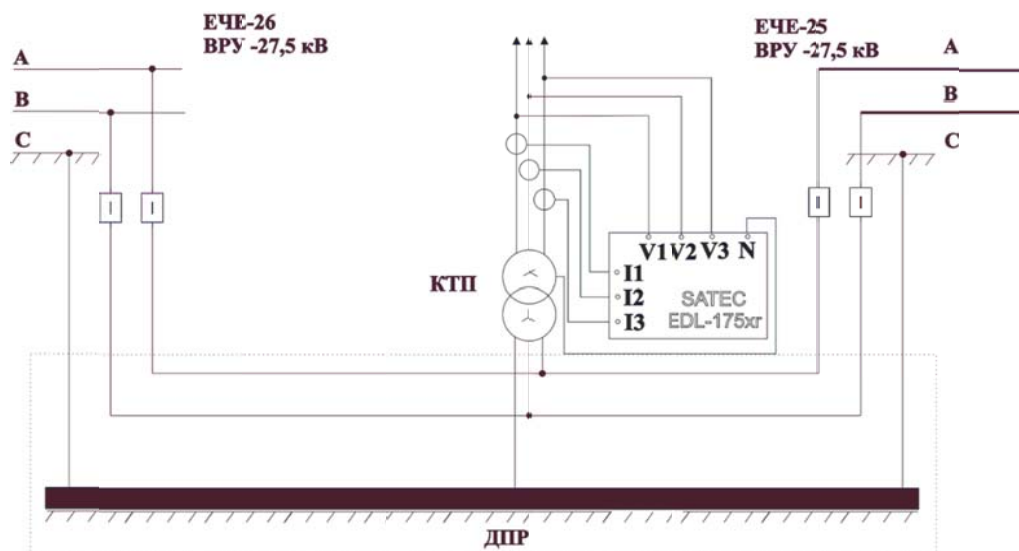 ЕЧЕ-26
ВРУ -27,5 кВ
ЕЧЕ-25
ВРУ -27,5 кВ
A
B
C
A
B
C
V1 V2 V3 N
I1
I2
I3
SATEC
EDL-175xr
КТП
ДПР